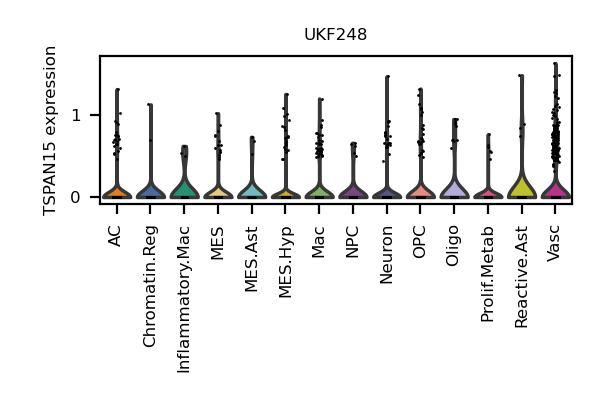 UKF248
TSPAN15 expression
1
0
AC
Chromatin.Reg
Inflammatory.Mac
MES
MES.Ast
MES.Hyp
Mac
NPC
Neuron
OPC
Oligo
Prolif.Metab
Reactive.Ast
Vasc